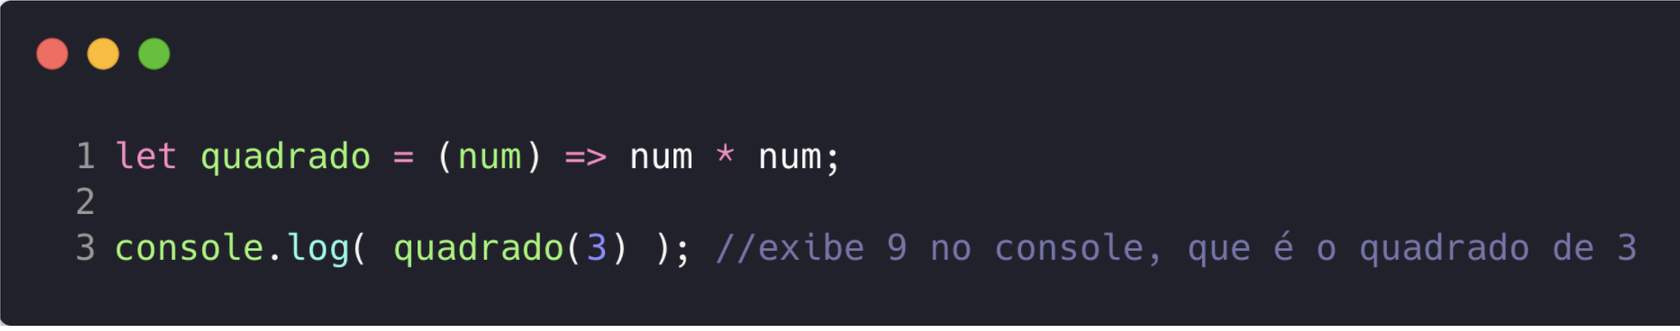 1 let quadrado = (num) => num * num;
2
3 console.log( quadrado(3) ); //exibe 9 no console, que é o quadrado de 3